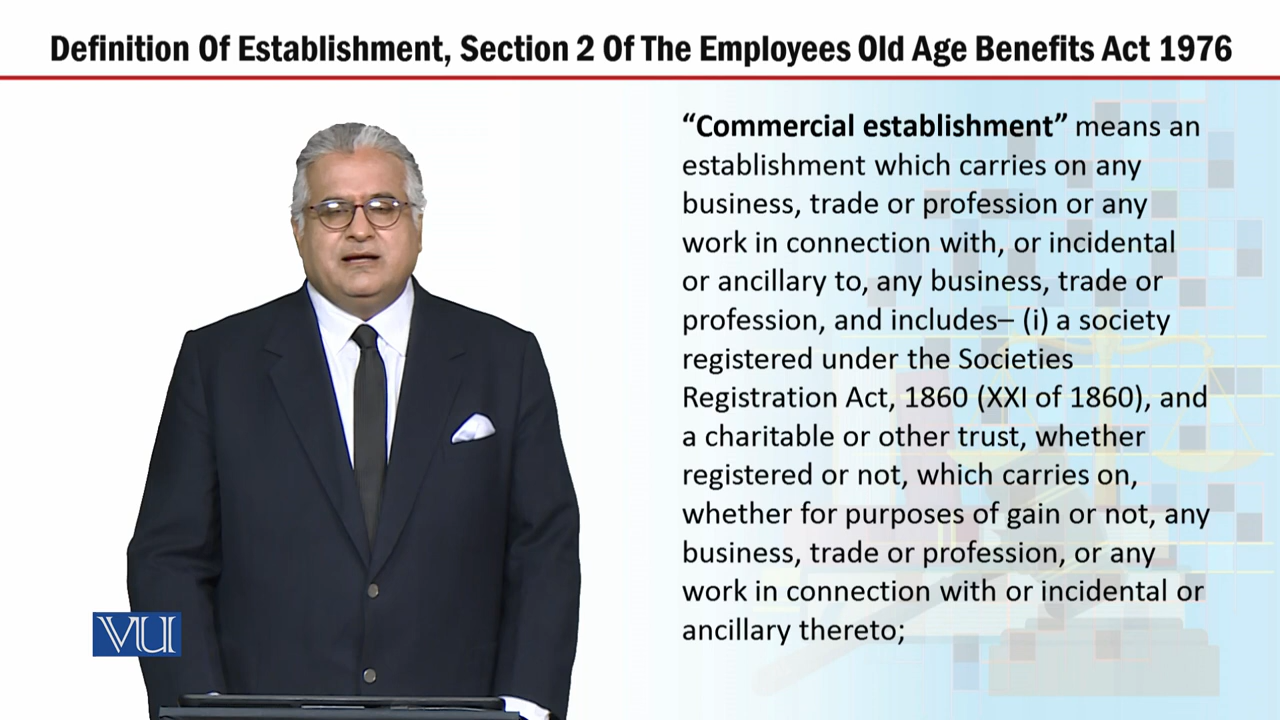 Definition Of Establishment, Section 2 Of The Employees Old Age Benefits Act 1976
“Commercial establishment” means an
establishment which carries on any
business, trade or profession or any
work in connection with, or incidental
or ancillary to, any business, trade or
profession, and includes– (i) a society
registered under the Societies
Registration Act, 1860 (XXI of 1860), and
a charitable or other trust, whether
registered or not, which carries on,
whether for purposes of gain or not, any
business, trade or profession, or any
work in connection with or incidental or
ancillary thereto;
VU